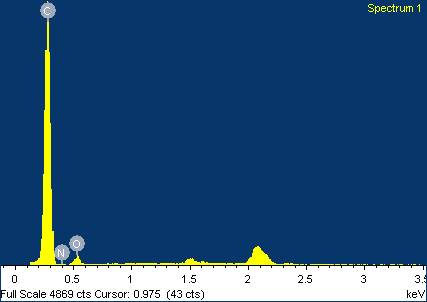 Spectrum 1
C
N
O
0 0.5 1 1.5 2 2.5 3 3.5
Full Scale 4869 cts Cursor: 0.975 (43 cts) keV